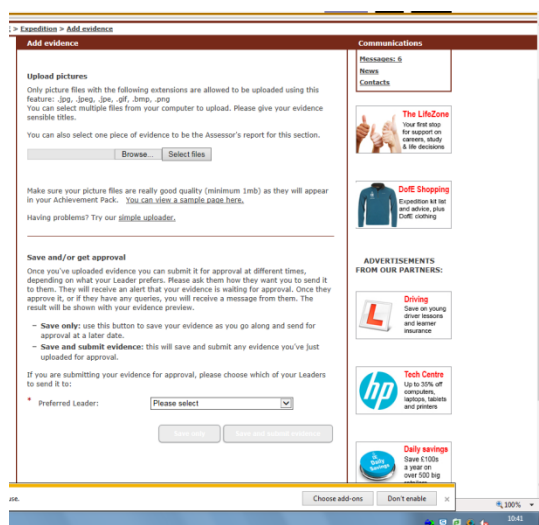 > Expedition > Add evidence
Add evidence
Upload pictures
Only picture files with the following extensions are allowed to be uploaded using this
feature: .jpg, .jpeg, .jpe, .gif, .bmp, .png
You can select multiple files from your computer to upload. Please give your evidence
sensible titles.
You can also select one piece of evidence to be the Assessor's report for this section.
Browse... Select files
Make sure your picture files are really good quality (minimum 1mb) as they will appear
in your Achievement Pack. You can view a sample page here.
Having problems? Try our simple uploader.
Save and/or get approval
Once you've uploaded evidence you can submit it for approval at different times,
depending on what your Leader prefers. Please ask them how they want you to send it
to them. They will receive an alert that your evidence is waiting for approval. Once they
approve it, or if they have any queries, you will receive a message from them. The
result will be shown with your evidence preview.
– Save only: use this button to save your evidence as you go along and send for
approval at a later date.
– Save and submit evidence: this will save and submit any evidence you've just
uploaded for approval.
If you are submitting your evidence for approval, please choose which of your Leaders
to send it to:
* Preferred Leader: Please select
Save only Save and submit evidence
Communications
Messages: 6
News
Contacts
The LifeZone
Your first stop
for support on
careers, study
& life decisions
DofE Shopping
Expedition kit list
and advice, plus
DofE clothing
ADVERTISEMENTS
FROM OUR PARTNERS:
L
Driving
Save on young
driver lessons
and learner
insurance
hp
Tech Centre
Up to 35% off
computers,
laptops, tablets
and printers
Daily
Savings
Daily savings
Save £100s
a year on
over 500 big
use.
Choose add-ons Don't enable ×
100%
10:41